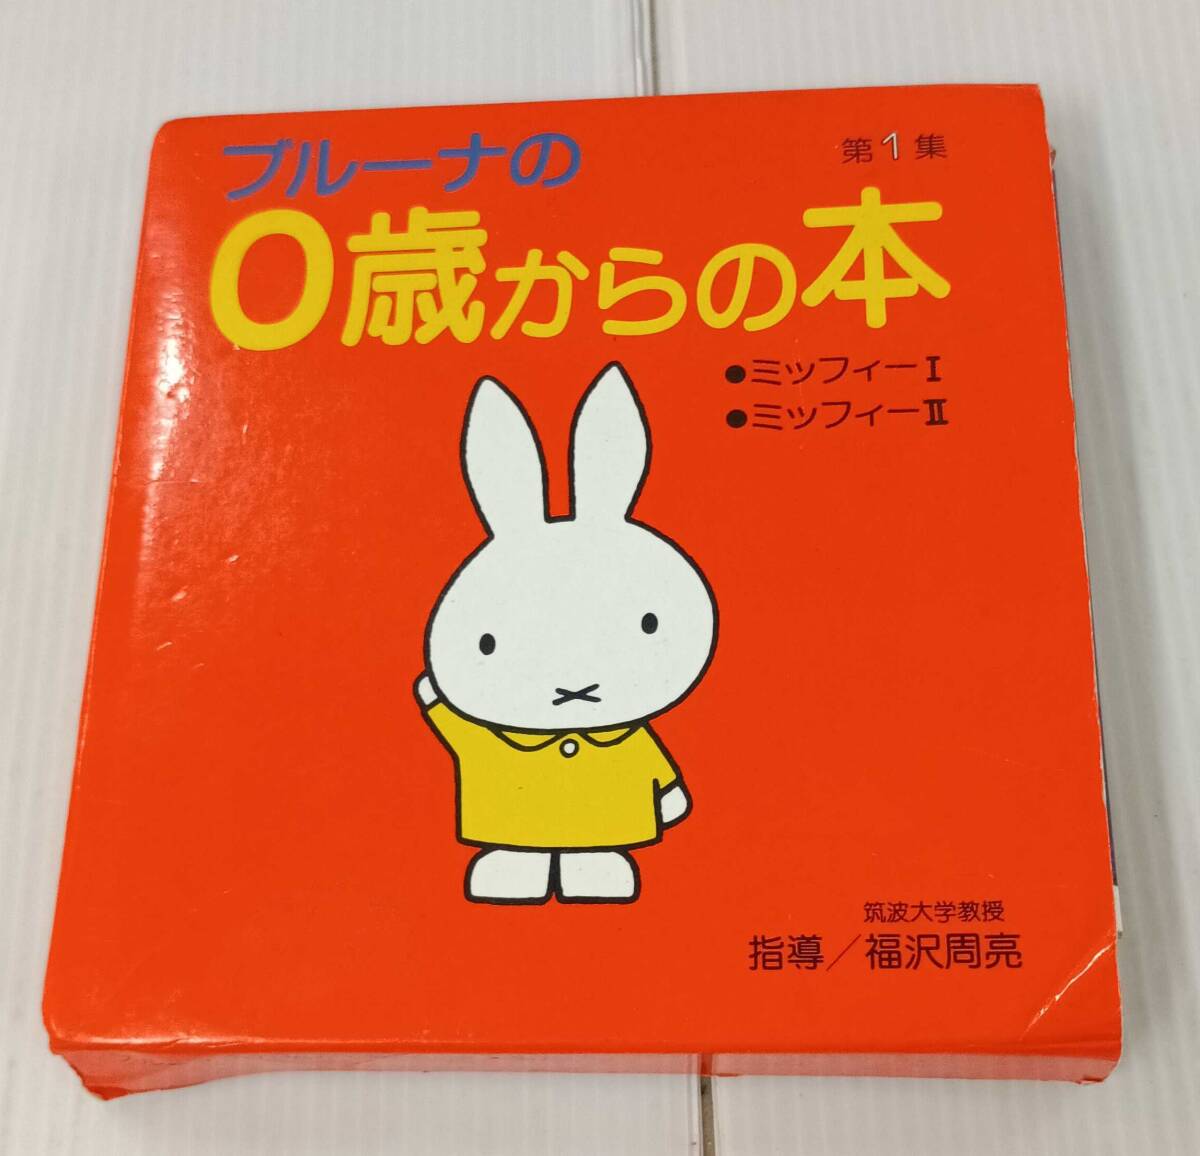 ブルーナの
第1集
0歳からの本
●ミッフィーⅠ
●ミッフィーⅡ
筑波大学教授
指導／福沢周亮